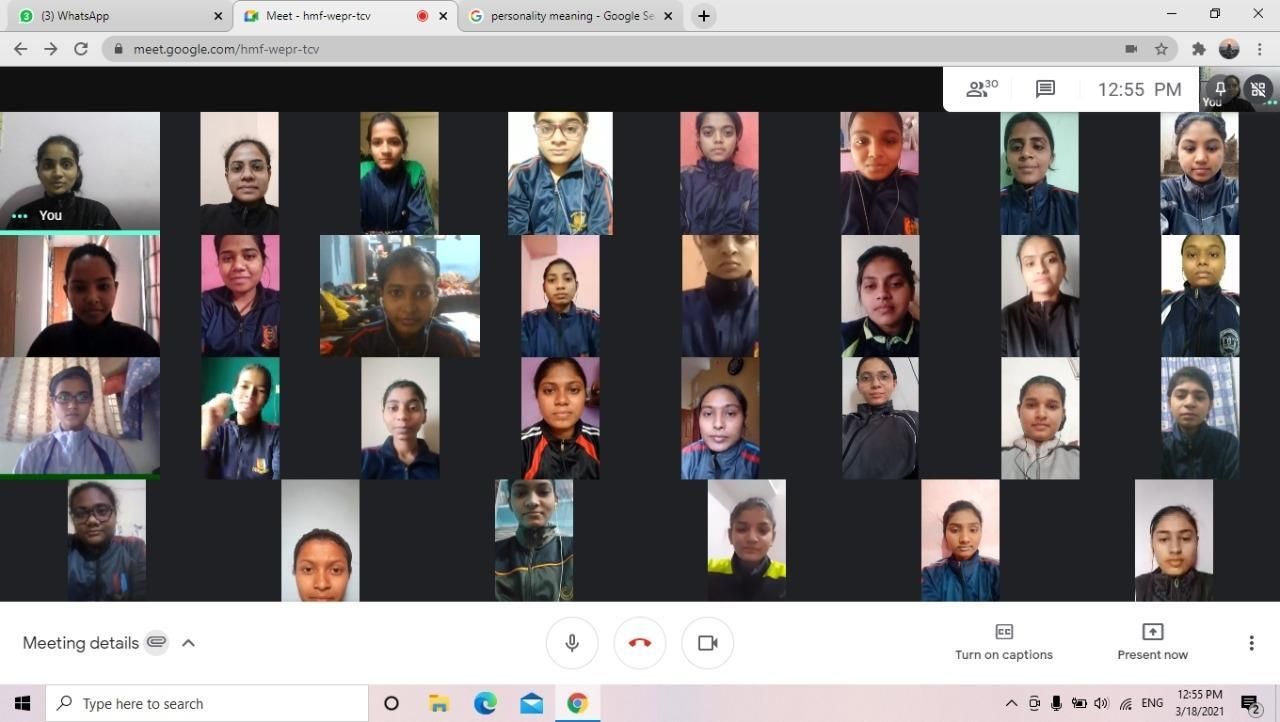 (3) WhatsApp
Meet - hmf-wepr-tcv
personality meaning - Google Se
meet.google.com/hmf-wepr-tcv
30
12:55 PM
You
You
Meeting details
Turn on captions
Present now
Type here to search
ENG
12:55 PM
3/18/2021
2